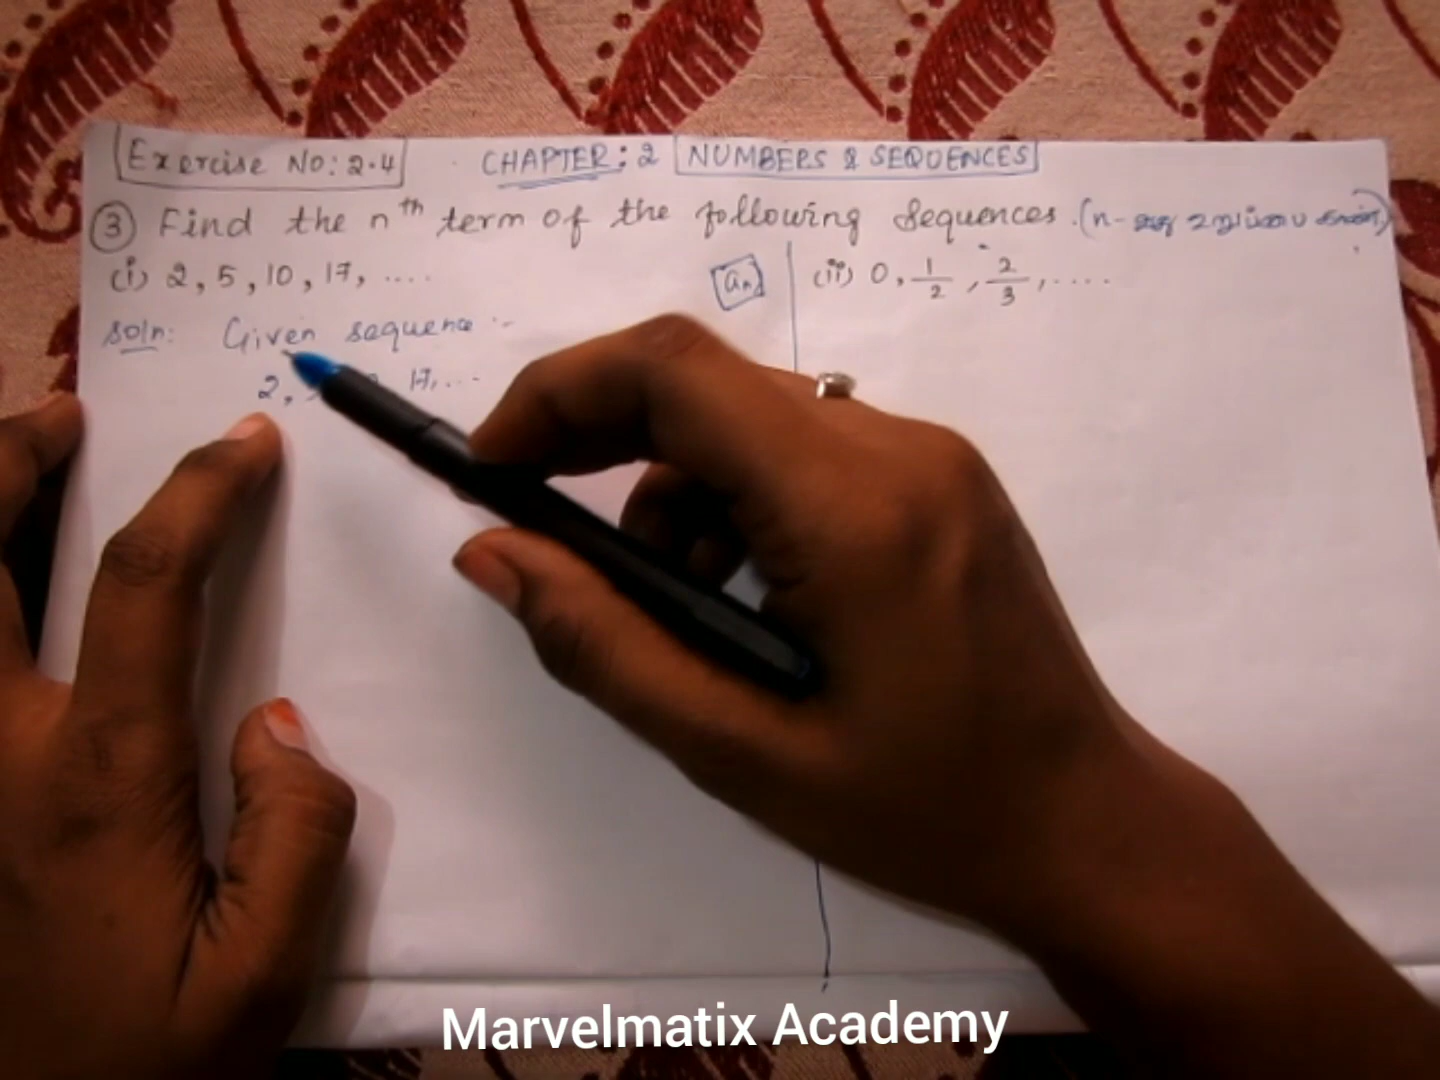 Exercise No: 2.4 CHAPTER: 2 NUMBERS & SEQUENCES
③ Find the nth term of the following Sequences. (n-
(i) 2, 5, 10, 17, ....
an
(ii) 0, 1/2, 2/3, ....
Soln: Given sequence :-
2, 17, ...
Marvelmatix Academy